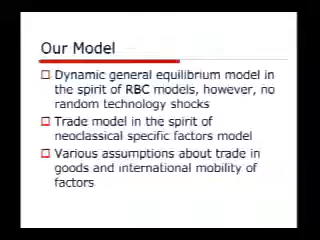 Our Model
Dynamic general equilibrium model in
the spirit of RBC models, however, no
random technology shocks
Trade model in the spirit of
neoclassical specific factors model
Various assumptions about trade in
goods and international mobility of
factors